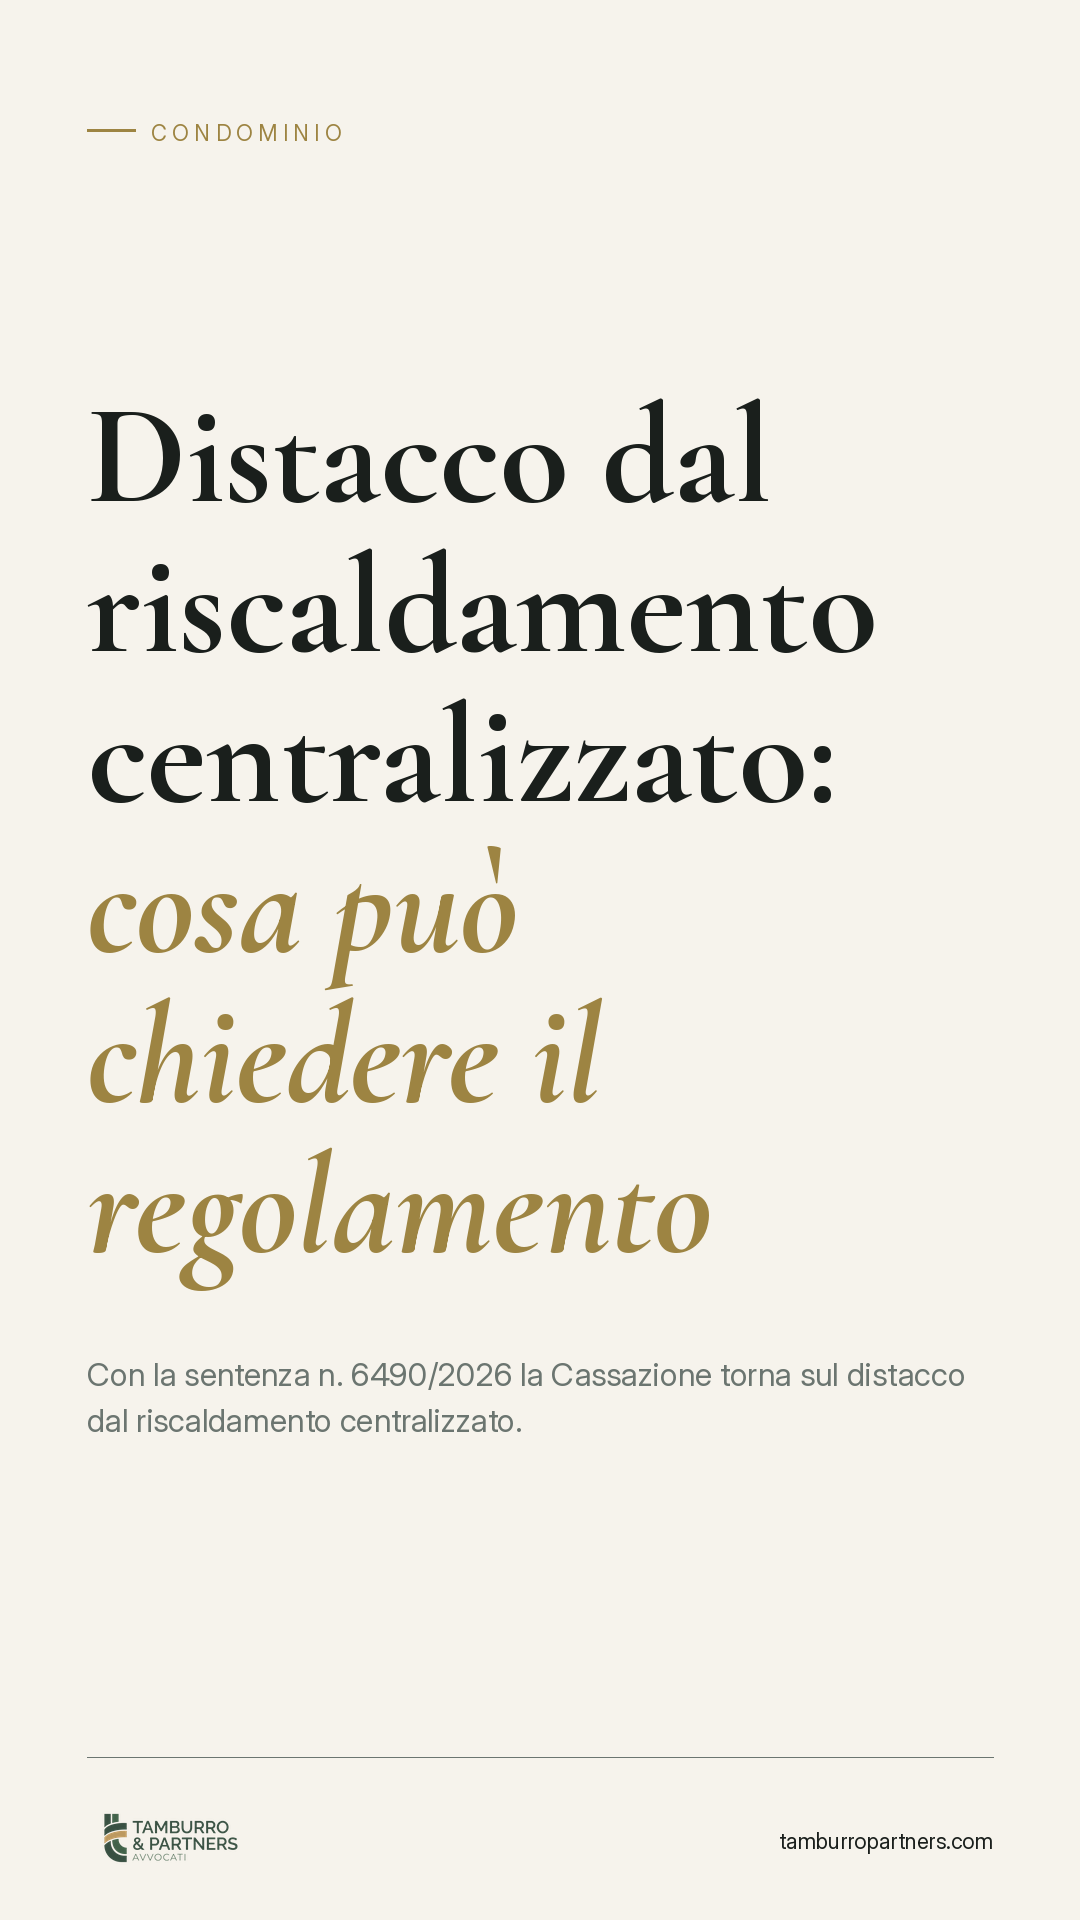 CONDOMINIO
Distacco dal
riscaldamento
centralizzato:
cosa può
chiedere il
regolamento
Con la sentenza n. 6490/2026 la Cassazione torna sul distacco
dal riscaldamento centralizzato.
TAMBURRO
& PARTNERS
AVVOCATI
tamburropartners.com